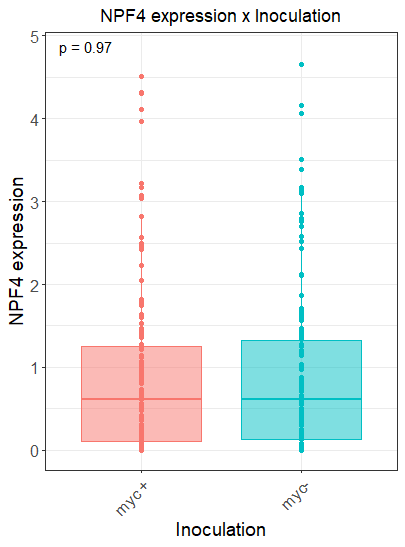 NPF4 expression x Inoculation
p = 0.97
5
4
3
2
1
0
NPF4 expression
myc+
myc-
Inoculation